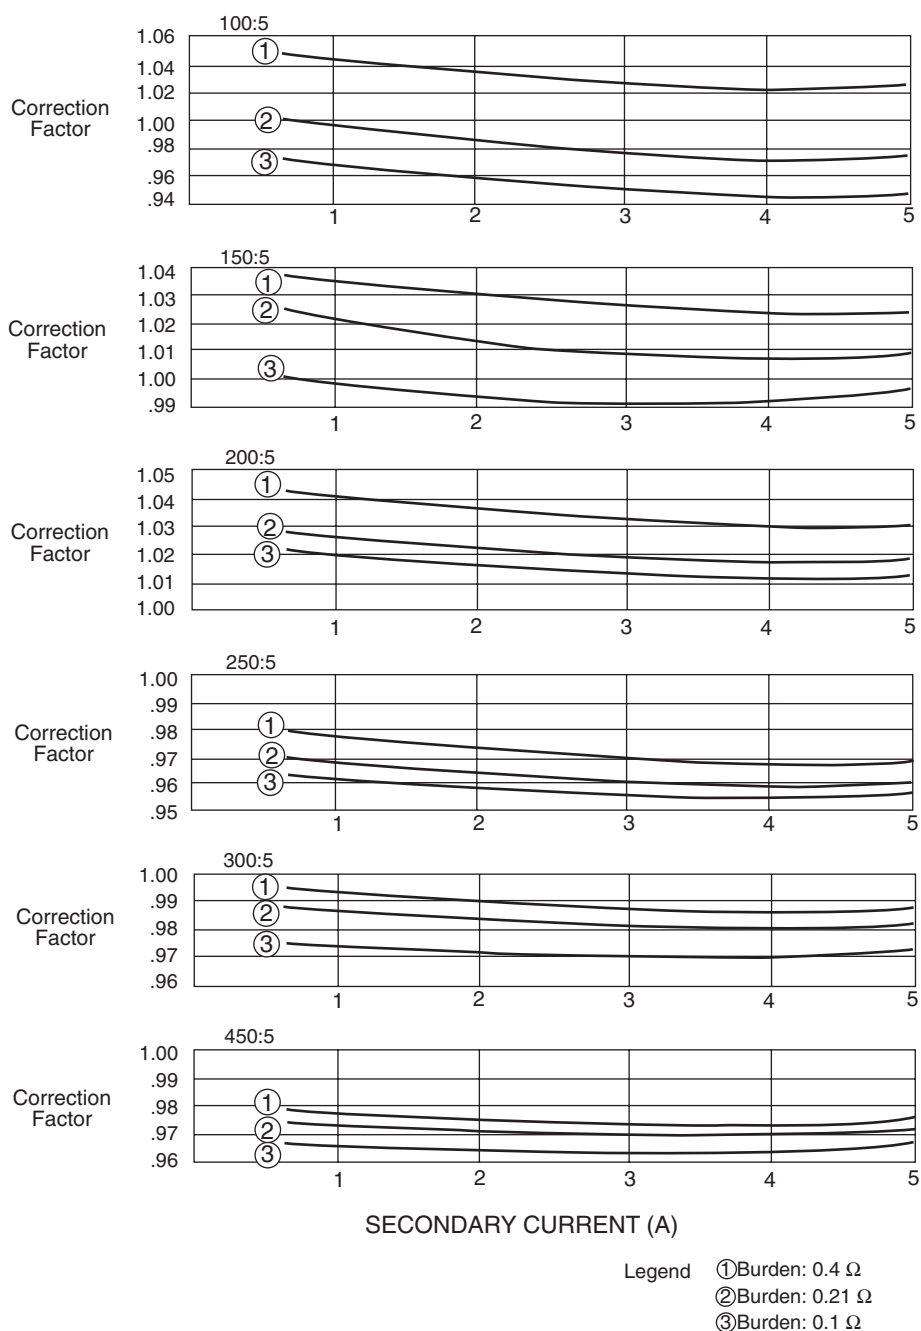 100:5
1.06
1.04
1.02
1.00
.98
.96
.94
Correction
Factor
①
②
③
1 2 3 4 5
150:5
1.04
1.03
1.02
1.01
1.00
.99
Correction
Factor
①
②
③
1 2 3 4 5
200:5
1.05
1.04
1.03
1.02
1.01
1.00
Correction
Factor
①
②
③
1 2 3 4 5
250:5
1.00
.99
.98
.97
.96
.95
Correction
Factor
①
②
③
1 2 3 4 5
300:5
1.00
.99
.98
.97
.96
Correction
Factor
①
②
③
1 2 3 4 5
450:5
1.00
.99
.98
.97
.96
Correction
Factor
①
②
③
1 2 3 4 5
SECONDARY CURRENT (A)
Legend ①Burden: 0.4 Ω
②Burden: 0.21 Ω
③Burden: 0.1 Ω